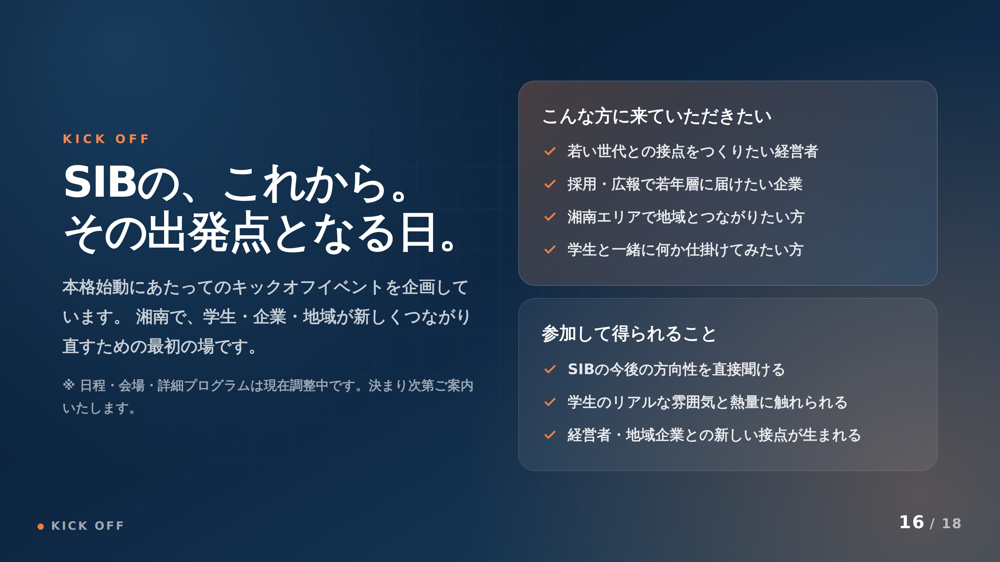 KICK OFF
SIBの、これから。
その出発点となる日。
本格始動にあたってのキックオフイベントを企画して
います。 湘南で、学生・企業・地域が新しくつながり
直すための最初の場です。
※ 日程・会場・詳細プログラムは現在調整中です。決まり次第ご案内
いたします。
こんな方に来ていただきたい
若い世代との接点をつくりたい経営者
採用・広報で若年層に届けたい企業
湘南エリアで地域とつながりたい方
学生と一緒に何か仕掛けてみたい方
参加して得られること
SIBの今後の方向性を直接聞ける
学生のリアルな雰囲気と熱量に触れられる
経営者・地域企業との新しい接点が生まれる
KICK OFF
16 / 18